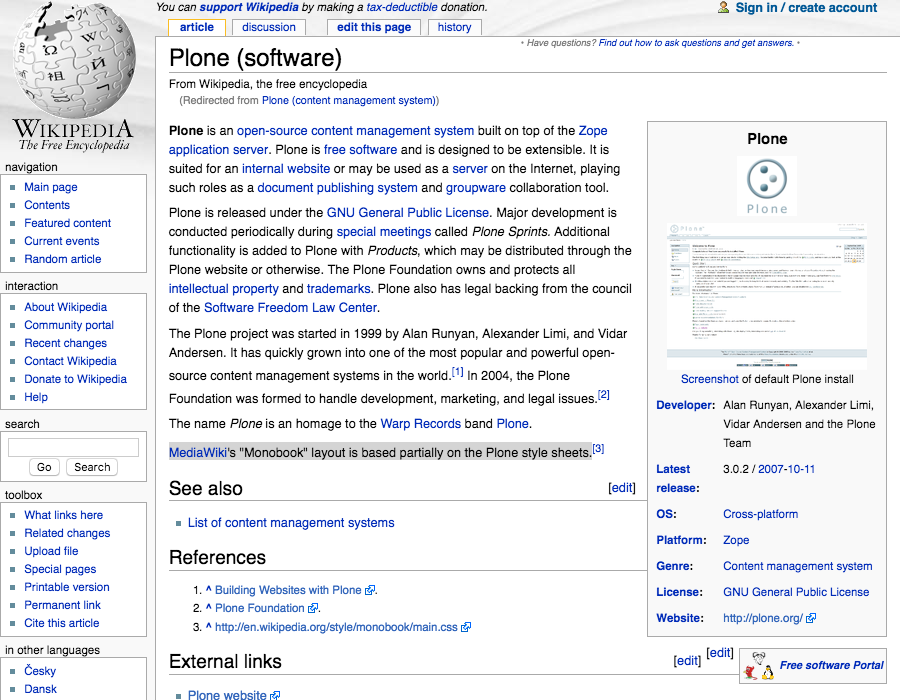 You can support Wikipedia by making a tax-deductible donation.
Sign in / create account
article
discussion
edit this page
history
• Have questions? Find out how to ask questions and get answers. •
WIKIPEDIA
The Free Encyclopedia
navigation
Main page
Contents
Featured content
Current events
Random article
interaction
About Wikipedia
Community portal
Recent changes
Contact Wikipedia
Donate to Wikipedia
Help
search
Go
Search
toolbox
What links here
Related changes
Upload file
Special pages
Printable version
Permanent link
Cite this article
in other languages
Česky
Dansk
Plone (software)
From Wikipedia, the free encyclopedia
(Redirected from Plone (content management system))
Plone is an open-source content management system built on top of the Zope
application server. Plone is free software and is designed to be extensible. It is
suited for an internal website or may be used as a server on the Internet, playing
such roles as a document publishing system and groupware collaboration tool.
Plone is released under the GNU General Public License. Major development is
conducted periodically during special meetings called Plone Sprints. Additional
functionality is added to Plone with Products, which may be distributed through the
Plone website or otherwise. The Plone Foundation owns and protects all
intellectual property and trademarks. Plone also has legal backing from the council
of the Software Freedom Law Center.
The Plone project was started in 1999 by Alan Runyan, Alexander Limi, and Vidar
Andersen. It has quickly grown into one of the most popular and powerful open-
source content management systems in the world.[1] In 2004, the Plone
Foundation was formed to handle development, marketing, and legal issues.[2]
The name Plone is an homage to the Warp Records band Plone.
MediaWiki's "Monobook" layout is based partially on the Plone style sheets.[3]
See also [edit]
List of content management systems
References
1. ^ Building Websites with Plone.
2. ^ Plone Foundation.
3. ^ http://en.wikipedia.org/style/monobook/main.css
External links [edit] [edit]
Plone website
Plone
Plone
Screenshot of default Plone install
Developer: Alan Runyan, Alexander Limi,
Vidar Andersen and the Plone
Team
Latest 3.0.2 / 2007-10-11
release:
OS: Cross-platform
Platform: Zope
Genre: Content management system
License: GNU General Public License
Website: http://plone.org/
Free software Portal